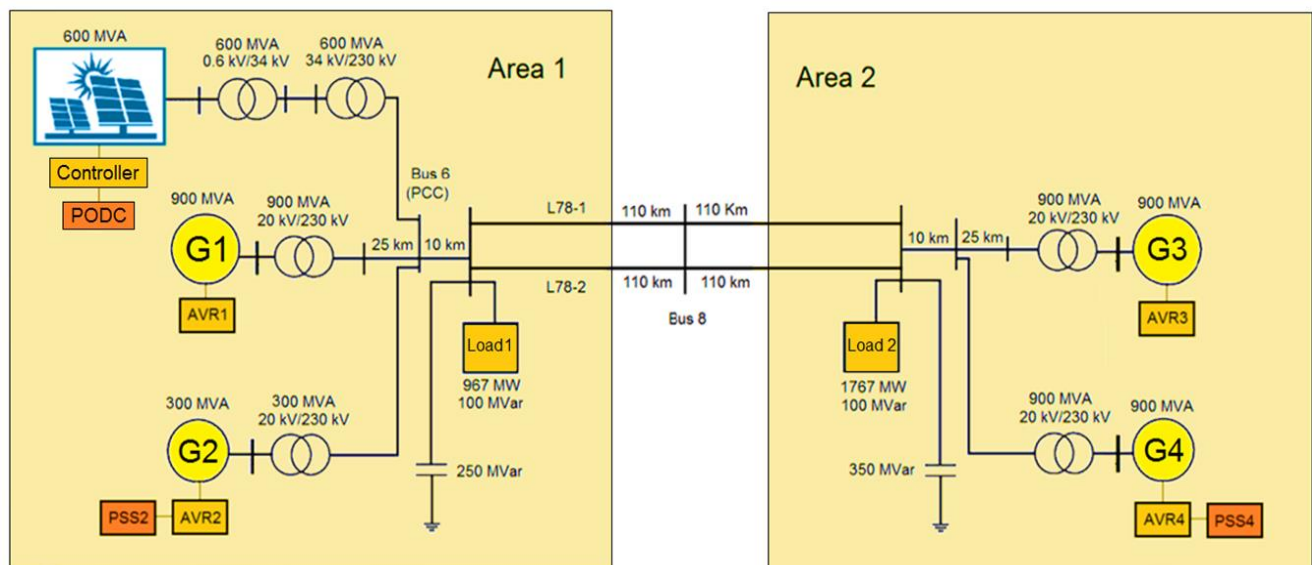 600 MVA
600 MVA
0.6 kV/34 kV
600 MVA
34 kV/230 kV
Area 1
Controller
PODC
Bus 6
(PCC)
900 MVA
G1
AVR1
900 MVA
20 kV/230 kV
25 km
10 km
L78-1
110 km
110 Km
L78-2
110 km
110 km
Bus 8
Load1
967 MW
100 MVar
300 MVA
G2
PSS2
AVR2
300 MVA
20 kV/230 kV
250 MVar
Area 2
10 km
25 km
900 MVA
20 kV/230 kV
900 MVA
G3
AVR3
Load 2
1767 MW
100 MVar
350 MVar
900 MVA
20 kV/230 kV
900 MVA
G4
AVR4
PSS4